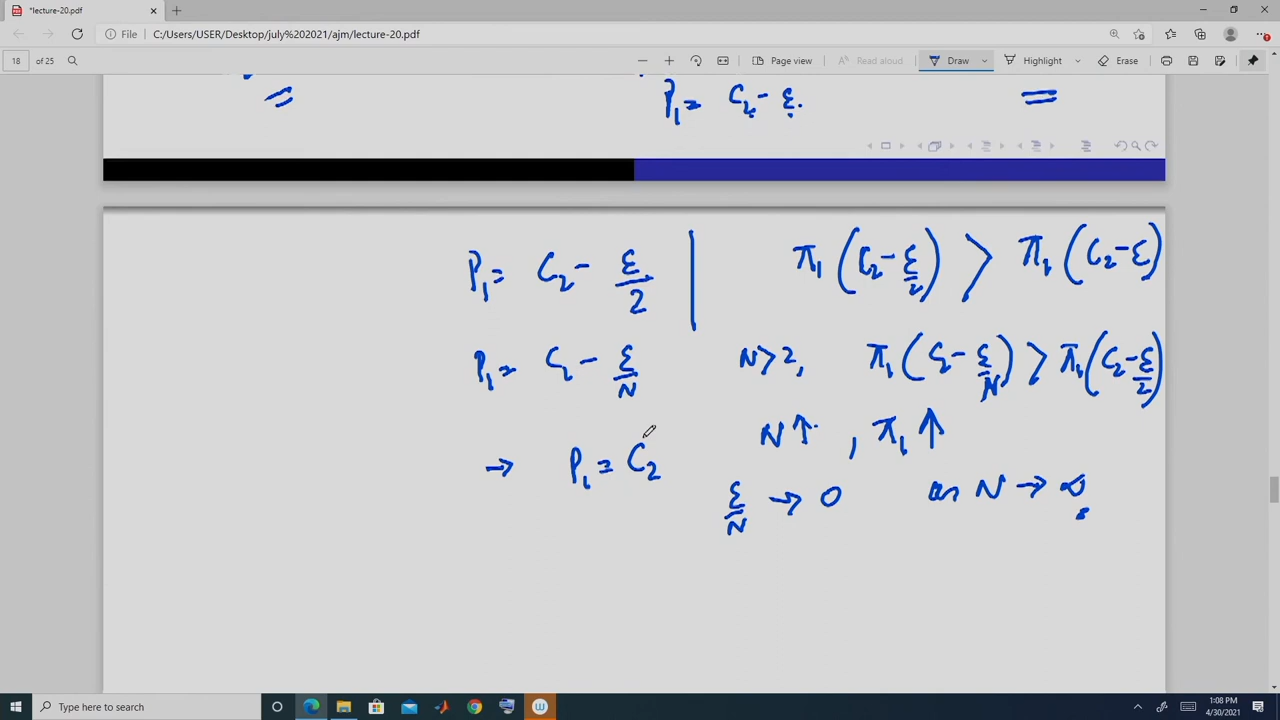 *lecture-20.pdf
File C:/Users/USER/Desktop/july%202021/ajm/lecture-20.pdf
18 of 25
Page view
Read aloud
Draw
Highlight
Erase
=
P₁ = C₂ - ε.
=
P₁ = C₂ - ε/2 | π₁(C₂ - ε/2) > π₁(C₂ - ε)
P₁ = C₂ - ε/N N>2, π₁(C₂ - ε/N) > π₁(C₂ - ε/2)
N↑, π₁↑
→ P₁ = C₂
ε/N → 0 as N → ∞
Type here to search
1:08 PM
4/30/2021